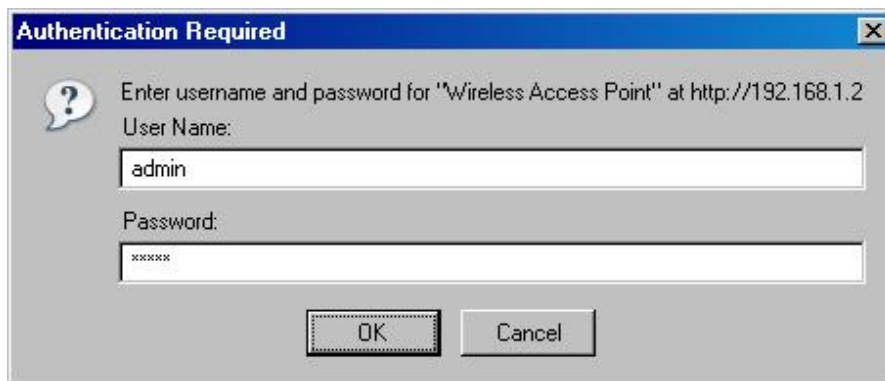 Authentication Required
Enter username and password for "Wireless Access Point" at http://192.168.1.2
User Name:
admin
Password:
*****
OK
Cancel